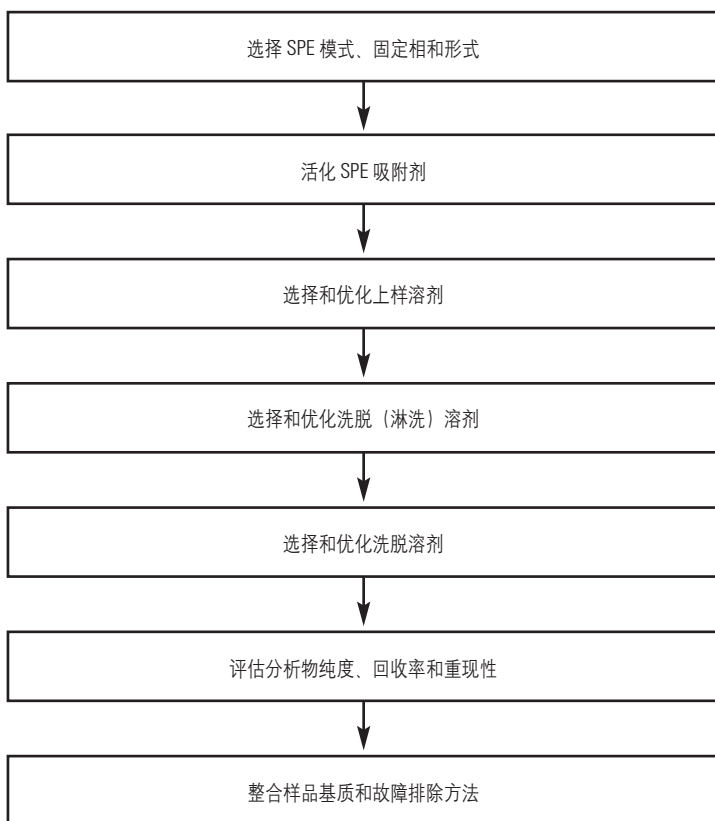 选择 SPE 模式、固定相和形式
活化 SPE 吸附剂
选择和优化上样溶剂
选择和优化洗脱（淋洗）溶剂
选择和优化洗脱溶剂
评估分析物纯度、回收率和重现性
整合样品基质和故障排除方法